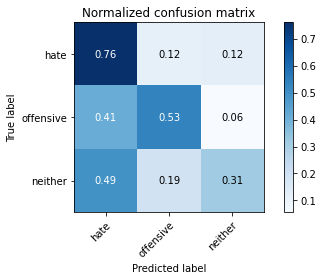 Normalized confusion matrix
hate 0.76 0.12 0.12
offensive 0.41 0.53 0.06
neither 0.49 0.19 0.31
hate offensive neither
True label
Predicted label
0.7
0.6
0.5
0.4
0.3
0.2
0.1